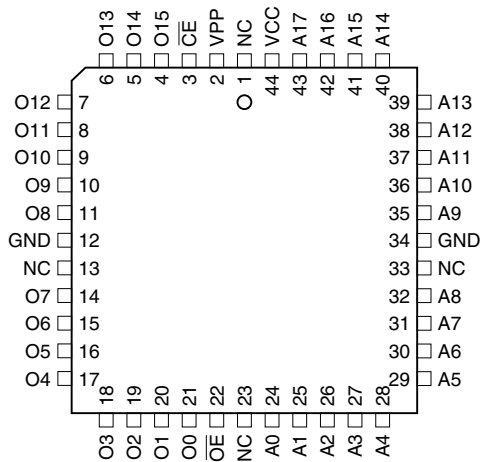 O13 O14 O15 C̅E̅ VPP NC VCC A17 A16 A15 A14
6 5 4 3 2 1 44 43 42 41 40
O12 7 39 A13
O11 8 38 A12
O10 9 37 A11
O9 10 36 A10
O8 11 35 A9
GND 12 34 GND
NC 13 33 NC
O7 14 32 A8
O6 15 31 A7
O5 16 30 A6
O4 17 29 A5
18 19 20 21 22 23 24 25 26 27 28
O3 O2 O1 O0 O̅E̅ NC A0 A1 A2 A3 A4